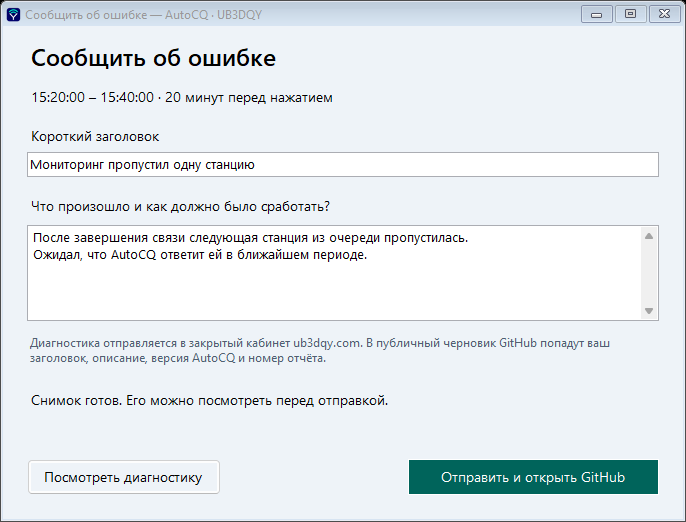 Сообщить об ошибке — AutoCQ · UB3DQY
Сообщить об ошибке
15:20:00 – 15:40:00 · 20 минут перед нажатием
Короткий заголовок
Мониторинг пропустил одну станцию
Что произошло и как должно было сработать?
После завершения связи следующая станция из очереди пропустилась.
Ожидал, что AutoCQ ответит ей в ближайшем периоде.
Диагностика отправляется в закрытый кабинет ub3dqy.com. В публичный черновик GitHub попадут ваш
заголовок, описание, версия AutoCQ и номер отчёта.
Снимок готов. Его можно посмотреть перед отправкой.
Посмотреть диагностику
Отправить и открыть GitHub